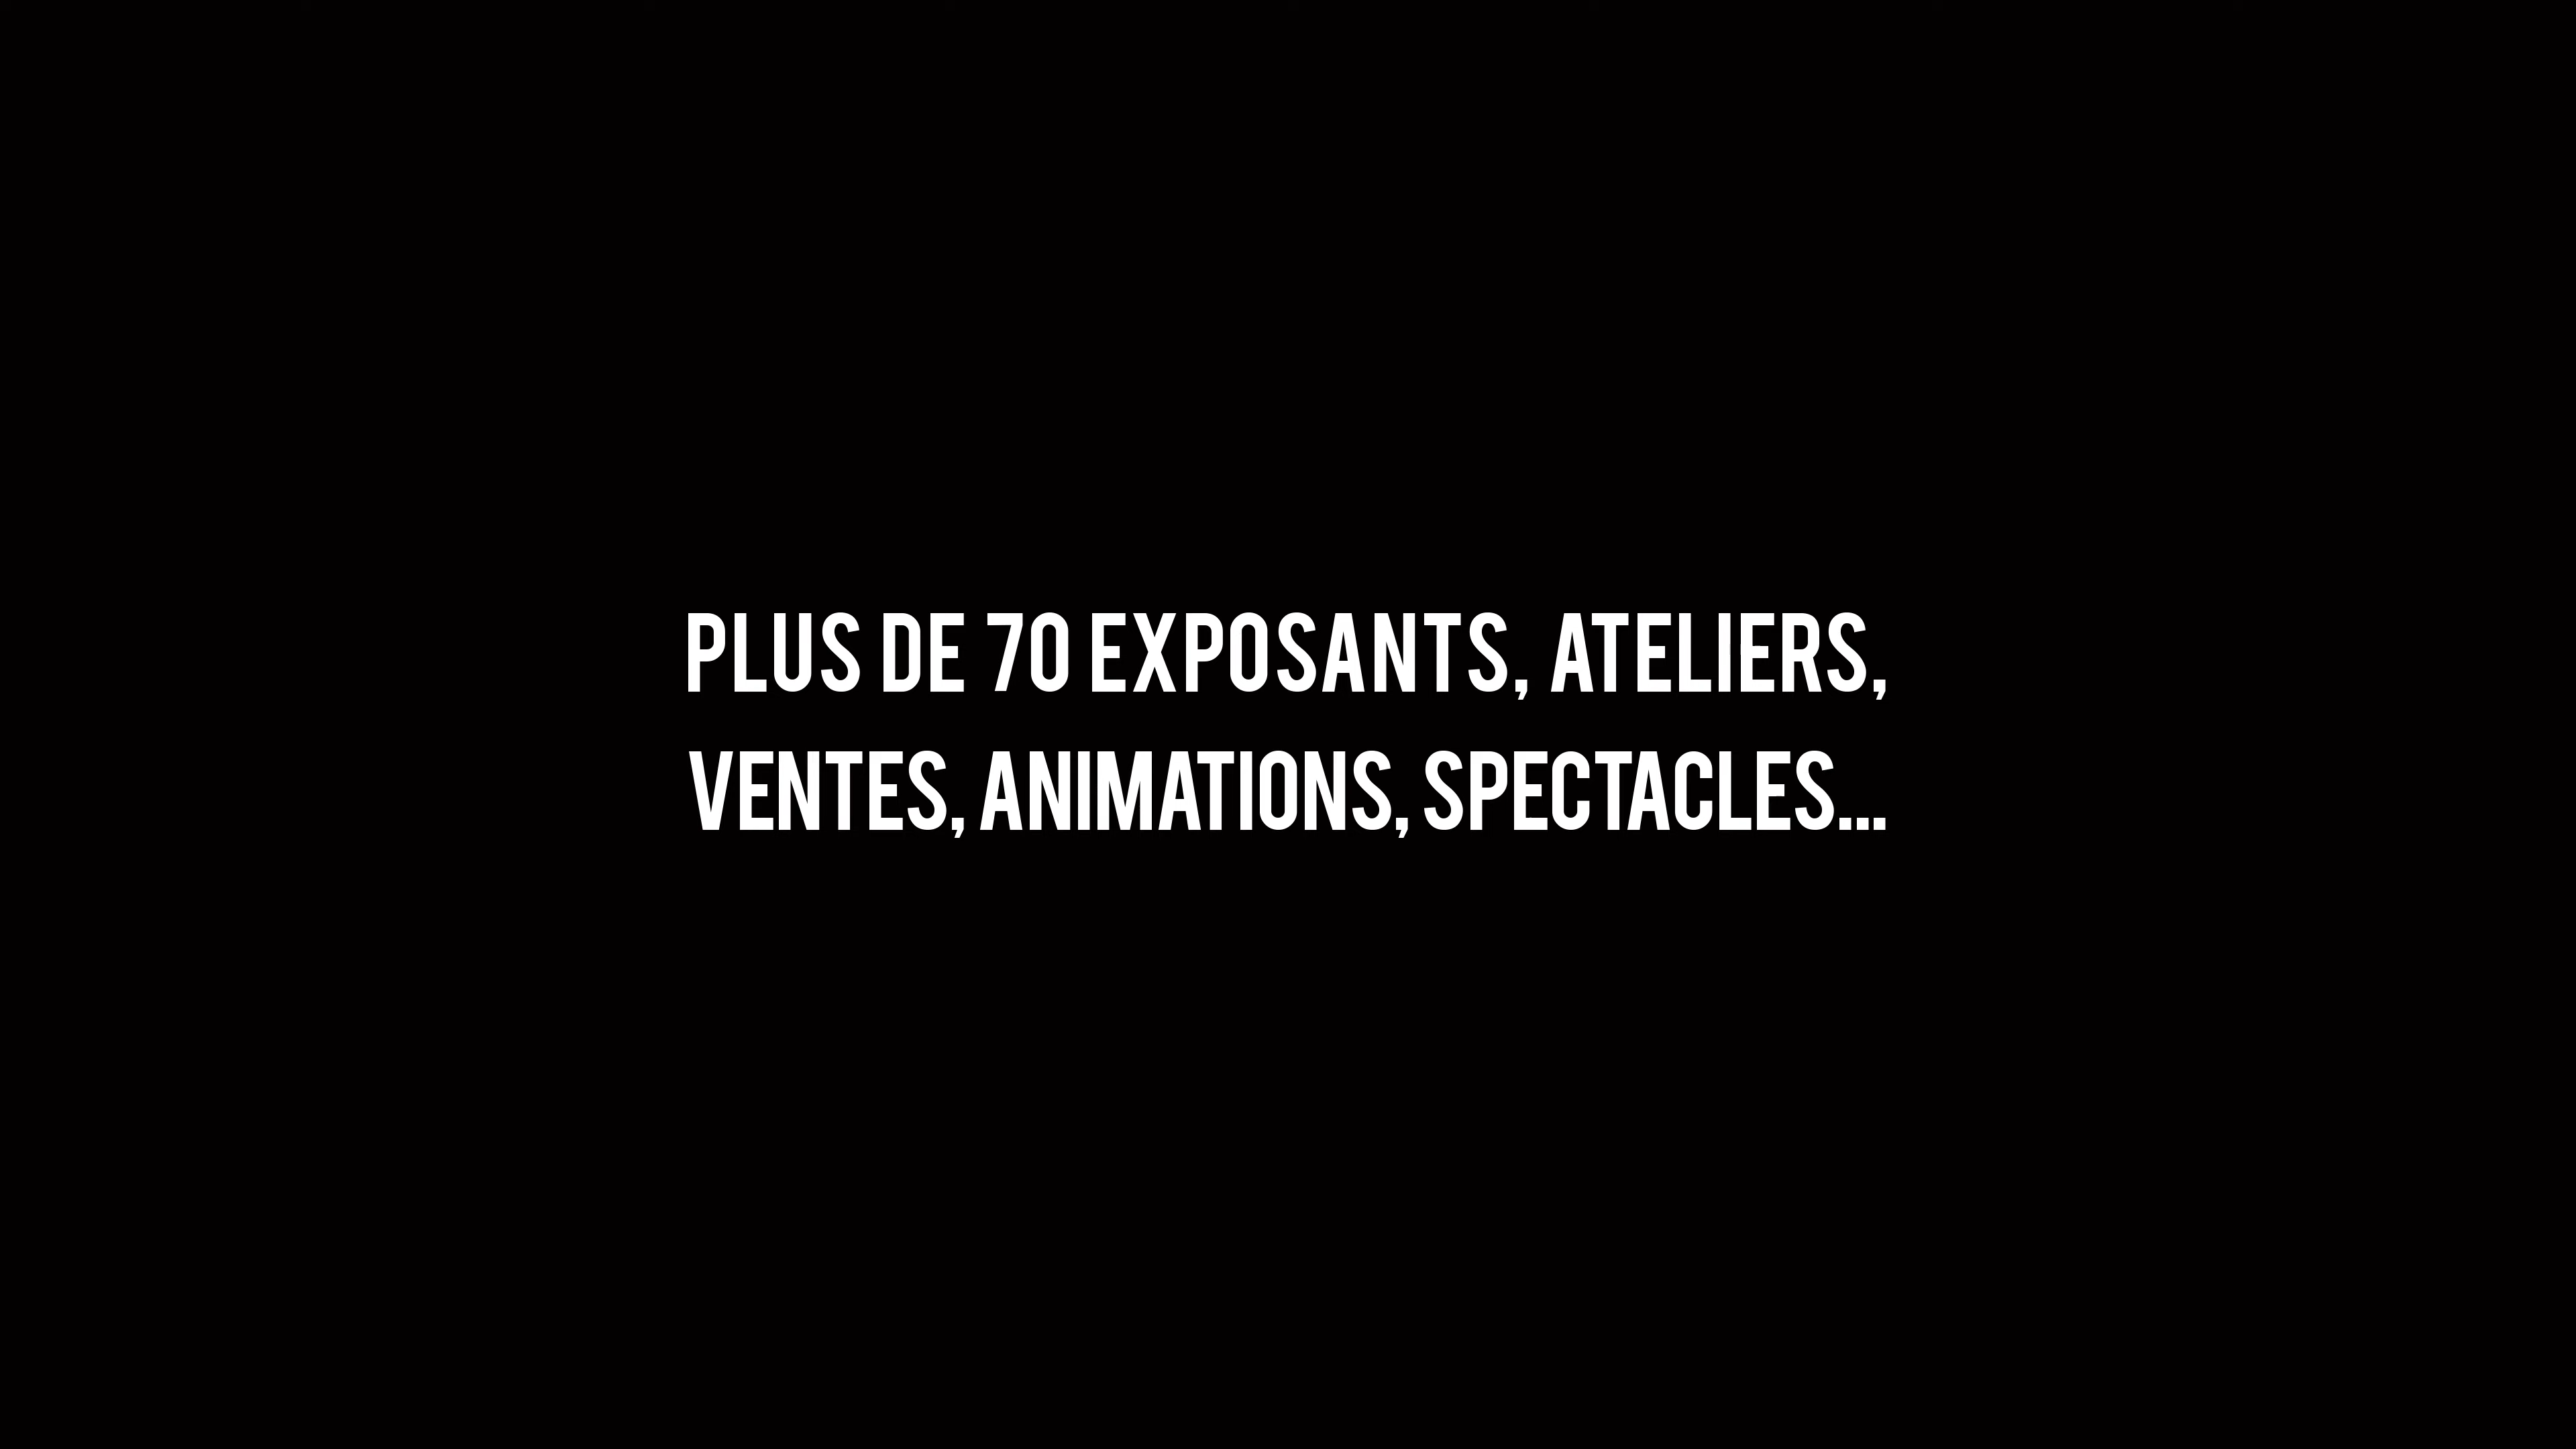 PLUS DE 70 EXPOSANTS, ATELIERS,
VENTES, ANIMATIONS, SPECTACLES...